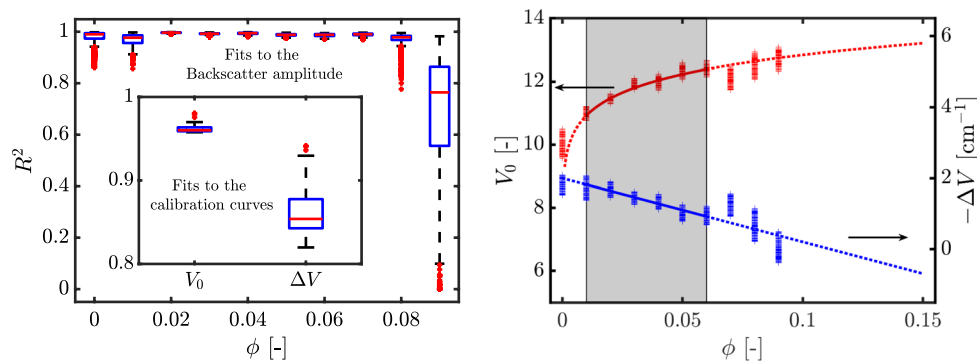 1
0.8
0.6
0.4
0.2
0
R²
Fits to the
Backscatter amplitude
1
0.9
0.8
Fits to the
calibration curves
V₀
ΔV
0
0.02
0.04
0.06
0.08
ϕ [-]
14
12
10
8
6
V₀ [-]
6
4
2
0
−ΔV [cm⁻¹]
0
0.05
0.1
0.15
ϕ [-]